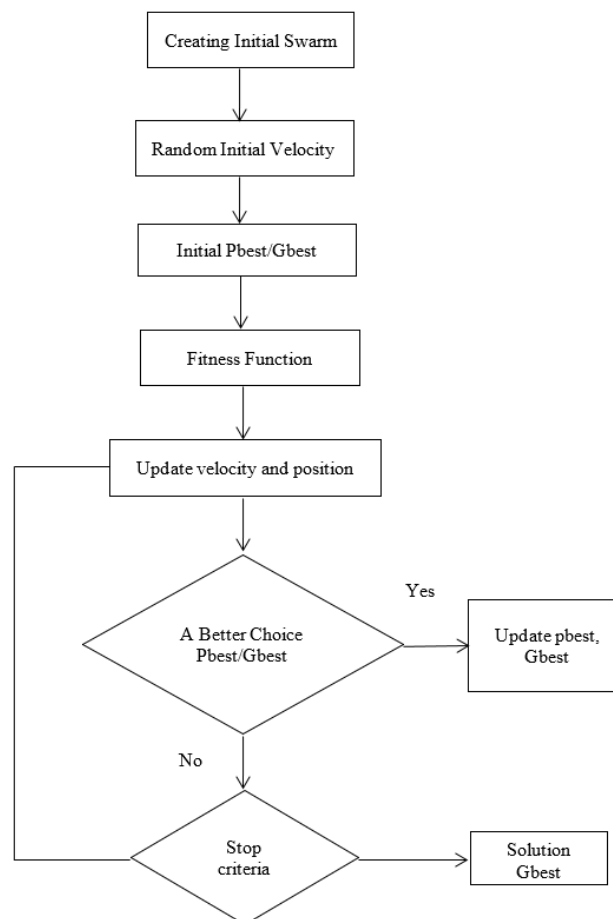 Creating Initial Swarm
Random Initial Velocity
Initial Pbest/Gbest
Fitness Function
Update velocity and position
A Better Choice
Pbest/Gbest
Yes
Update pbest,
Gbest
No
Stop
criteria
Solution
Gbest